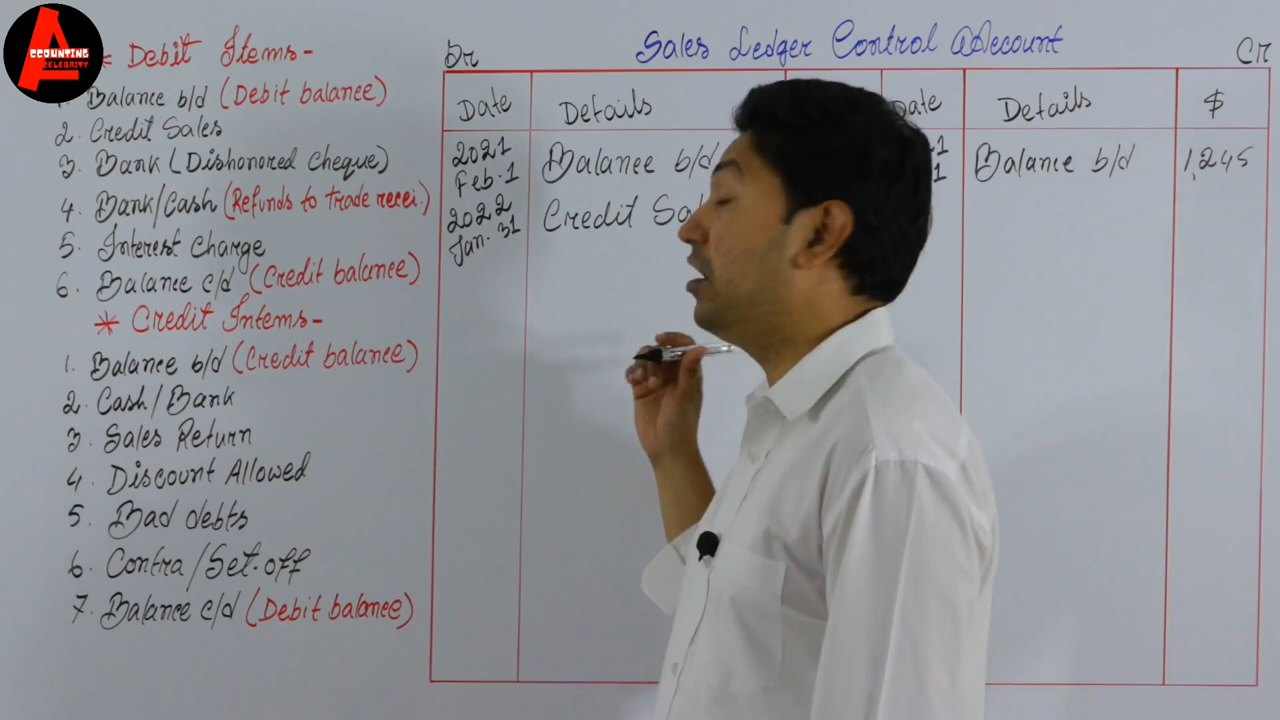 ACCOUNTING
CELEBRITY
* Debit Items-
1. Balance b/d (Debit balance)
2. Credit Sales
3. Bank (Dishonored cheque)
4. Bank/Cash (Refunds to trade recei.)
5. Interest Charge
6. Balance c/d (Credit balance)
* Credit Intems-
1. Balance b/d (Credit balance)
2. Cash/Bank
3. Sales Return
4. Discount Allowed
5. Bad debts
6. Contra/Set-off
7. Balance c/d (Debit balance)
Dr Sales Ledger Control Account Cr
Date Details Date Details $
2021
Feb. 1 Balance b/d Balance b/d 1,245
2022
Jan. 31 Credit